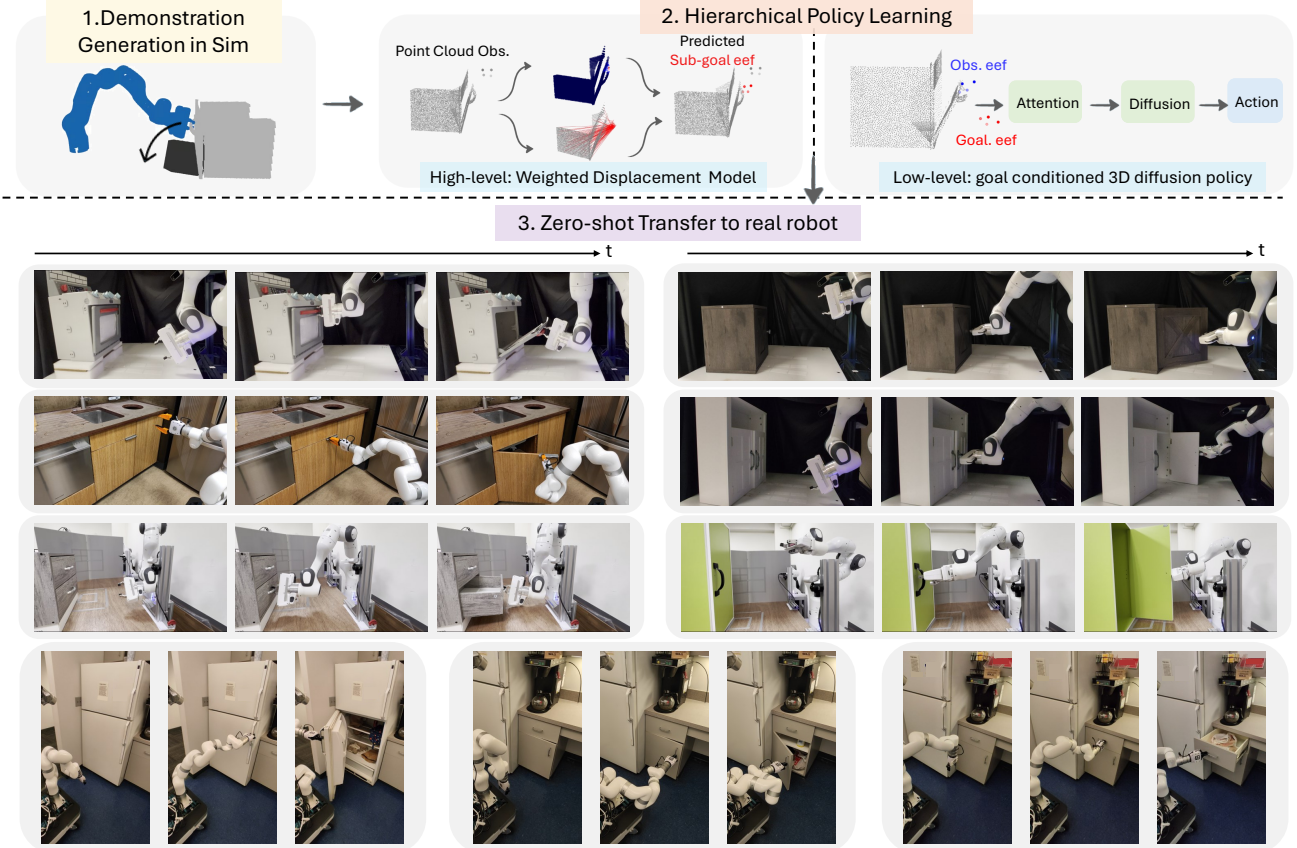 1.Demonstration
Generation in Sim
2. Hierarchical Policy Learning
Point Cloud Obs.
Predicted
Sub-goal eef
High-level: Weighted Displacement Model
Obs. eef
Goal. eef
Attention
Diffusion
Action
Low-level: goal conditioned 3D diffusion policy
3. Zero-shot Transfer to real robot
t
t